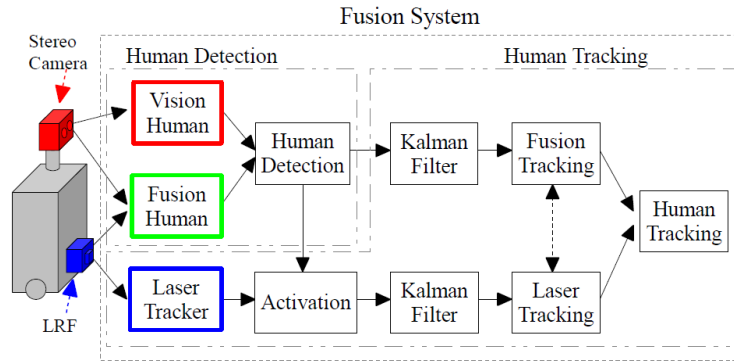 Fusion System
Stereo
Camera
Human Detection
Human Tracking
Vision
Human
Human
Detection
Kalman
Filter
Fusion
Tracking
Fusion
Human
Human
Tracking
Laser
Tracker
Activation
Kalman
Filter
Laser
Tracking
LRF